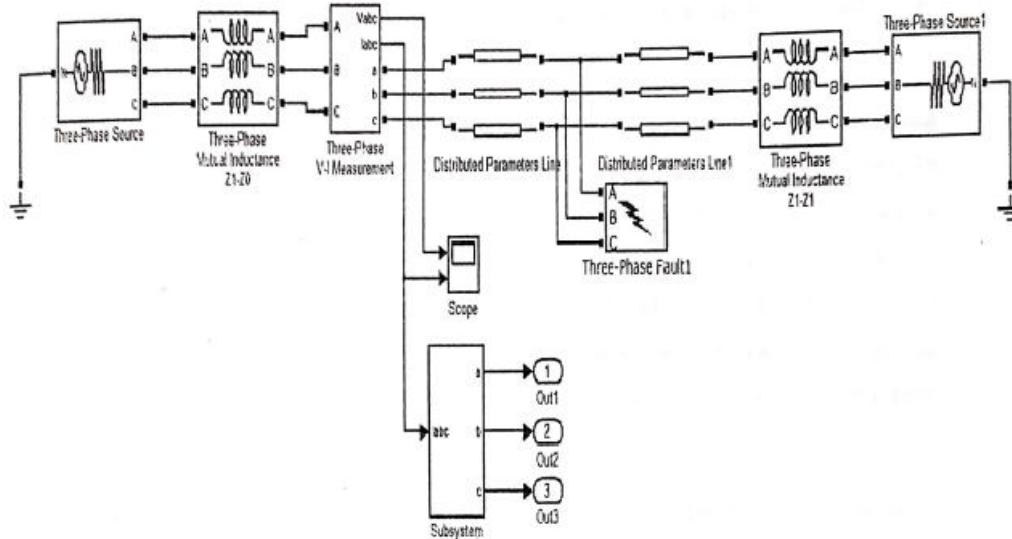 A
B
C
N
Three-Phase Source
A
B
C
A
B
C
Three-Phase
Mutual Inductance
Z1-Z0
A
B
C
Vabc
Iabc
a
b
c
Three-Phase
V-I Measurement
Distributed Parameters Line
Distributed Parameters Line1
A
B
C
A
B
C
Three-Phase
Mutual Inductance
Z1-Z1
Three-Phase Source1
A
B
C
N
A
B
C
Three-Phase Fault1
Scope
Iabc
a
b
c
Subsystem
1
Out1
2
Out2
3
Out3